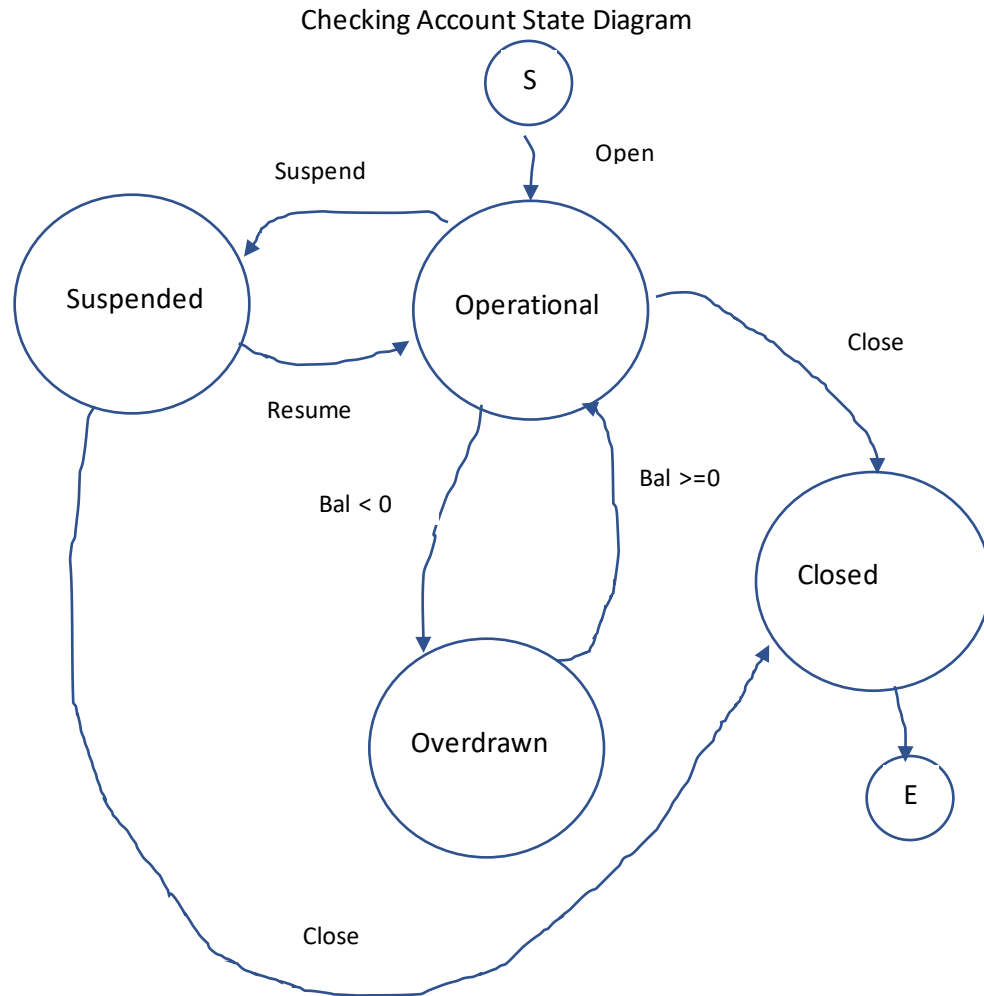 Checking Account State Diagram
S
Open
Suspend
Suspended
Operational
Close
Resume
Bal < 0
Bal >=0
Closed
Overdrawn
E
Close